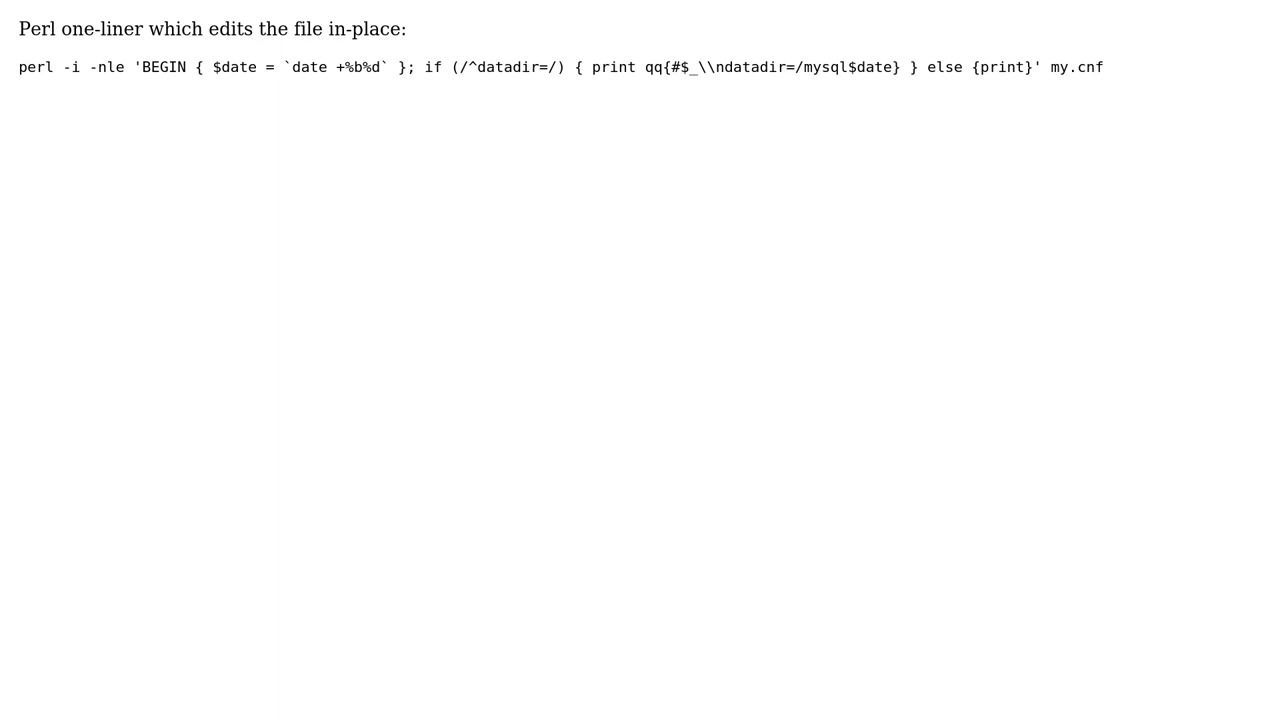 Perl one-liner which edits the file in-place:
perl -i -nle 'BEGIN { $date = `date +%b%d` }; if (/^datadir=/) { print qq{#$_\\ndatadir=/mysql$date} } else {print}' my.cnf